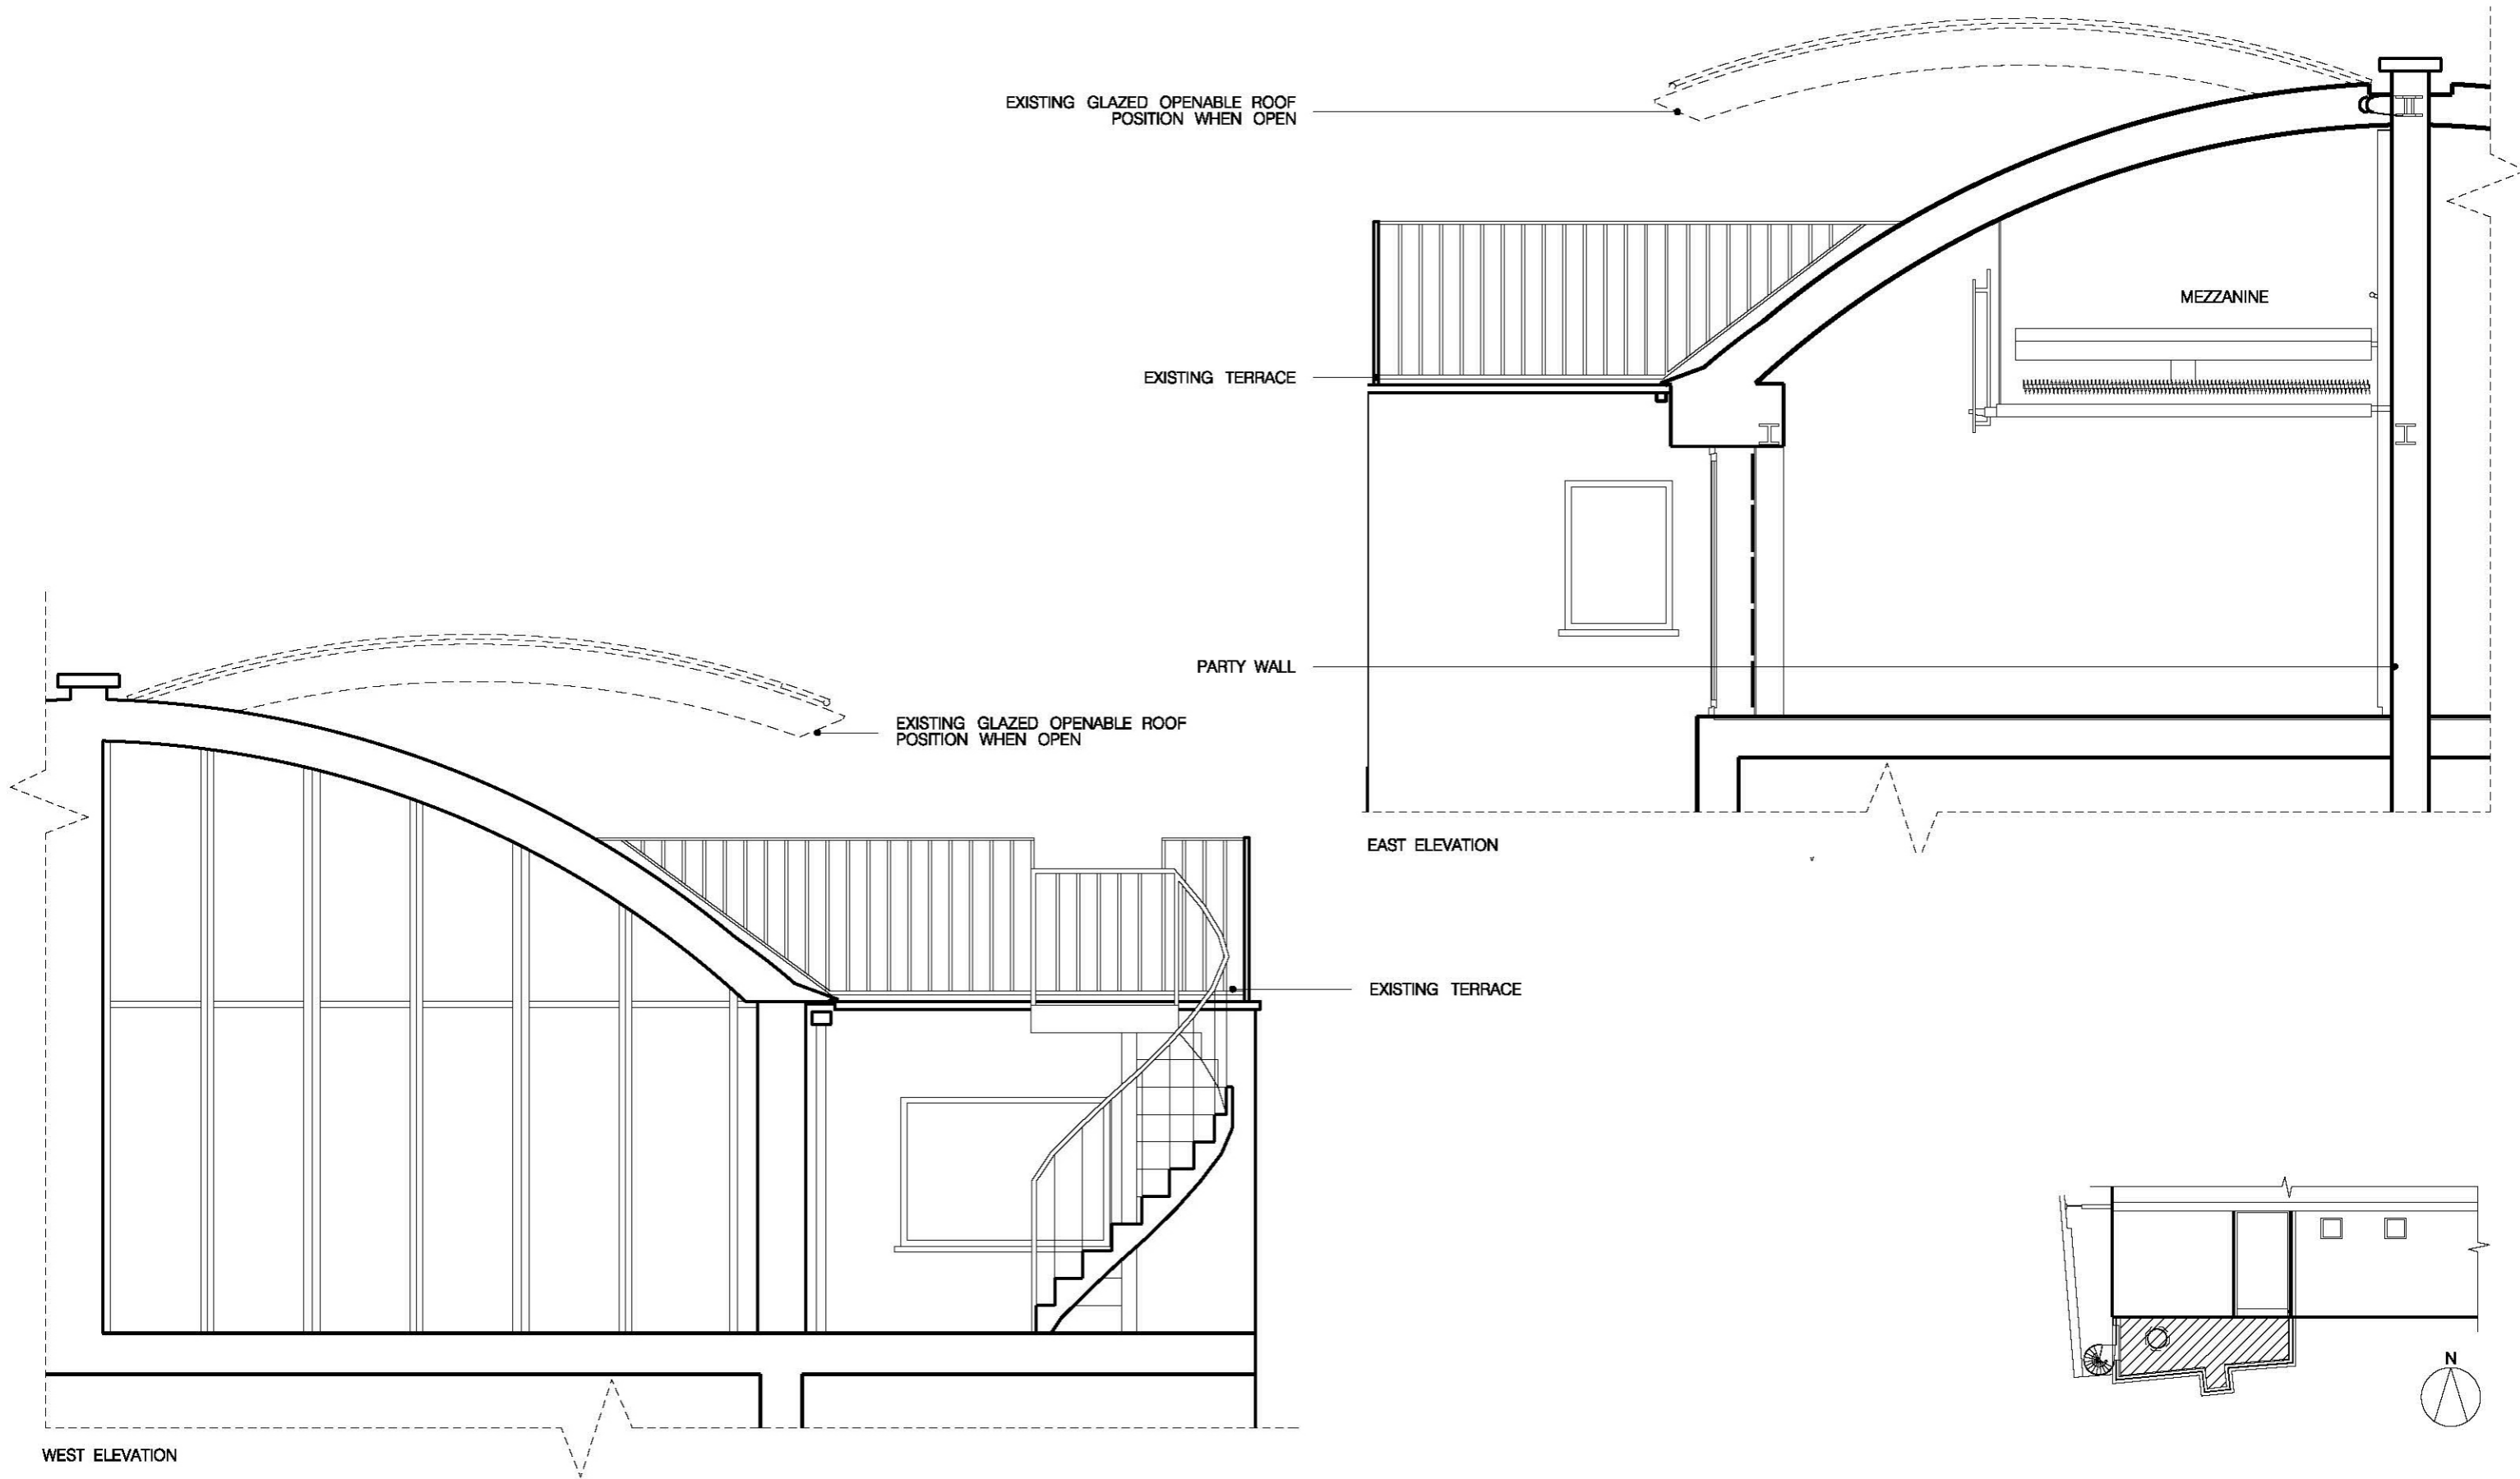 EXISTING GLAZED OPENABLE ROOF
POSITION WHEN OPEN
MEZZANINE
EXISTING TERRACE
PARTY WALL
EAST ELEVATION
EXISTING GLAZED OPENABLE ROOF
POSITION WHEN OPEN
EXISTING TERRACE
WEST ELEVATION
N